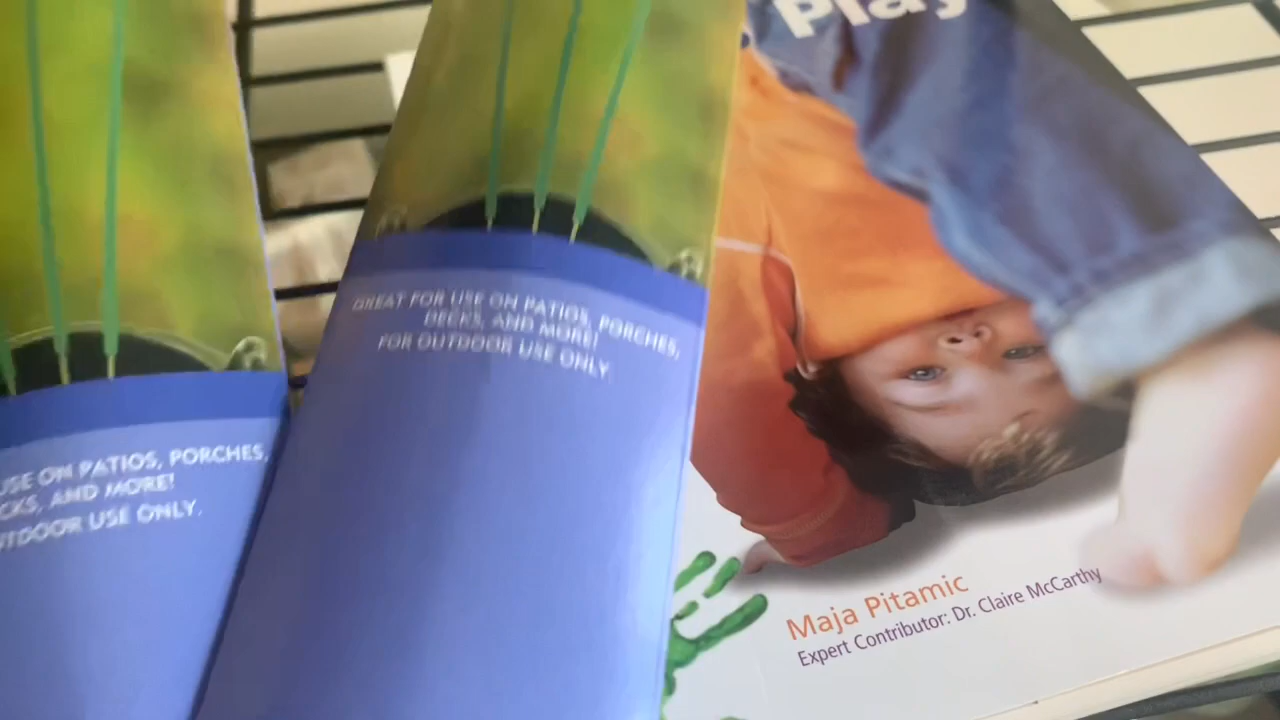 USE ON PATIOS, PORCHES,
AND MORE!
USE ONLY.
GREAT FOR USE ON PATIOS, PORCHES,
DECKS, AND MORE!
FOR OUTDOOR USE ONLY.
Play
Maja Pitamic
Expert Contributor: Dr. Claire McCarthy